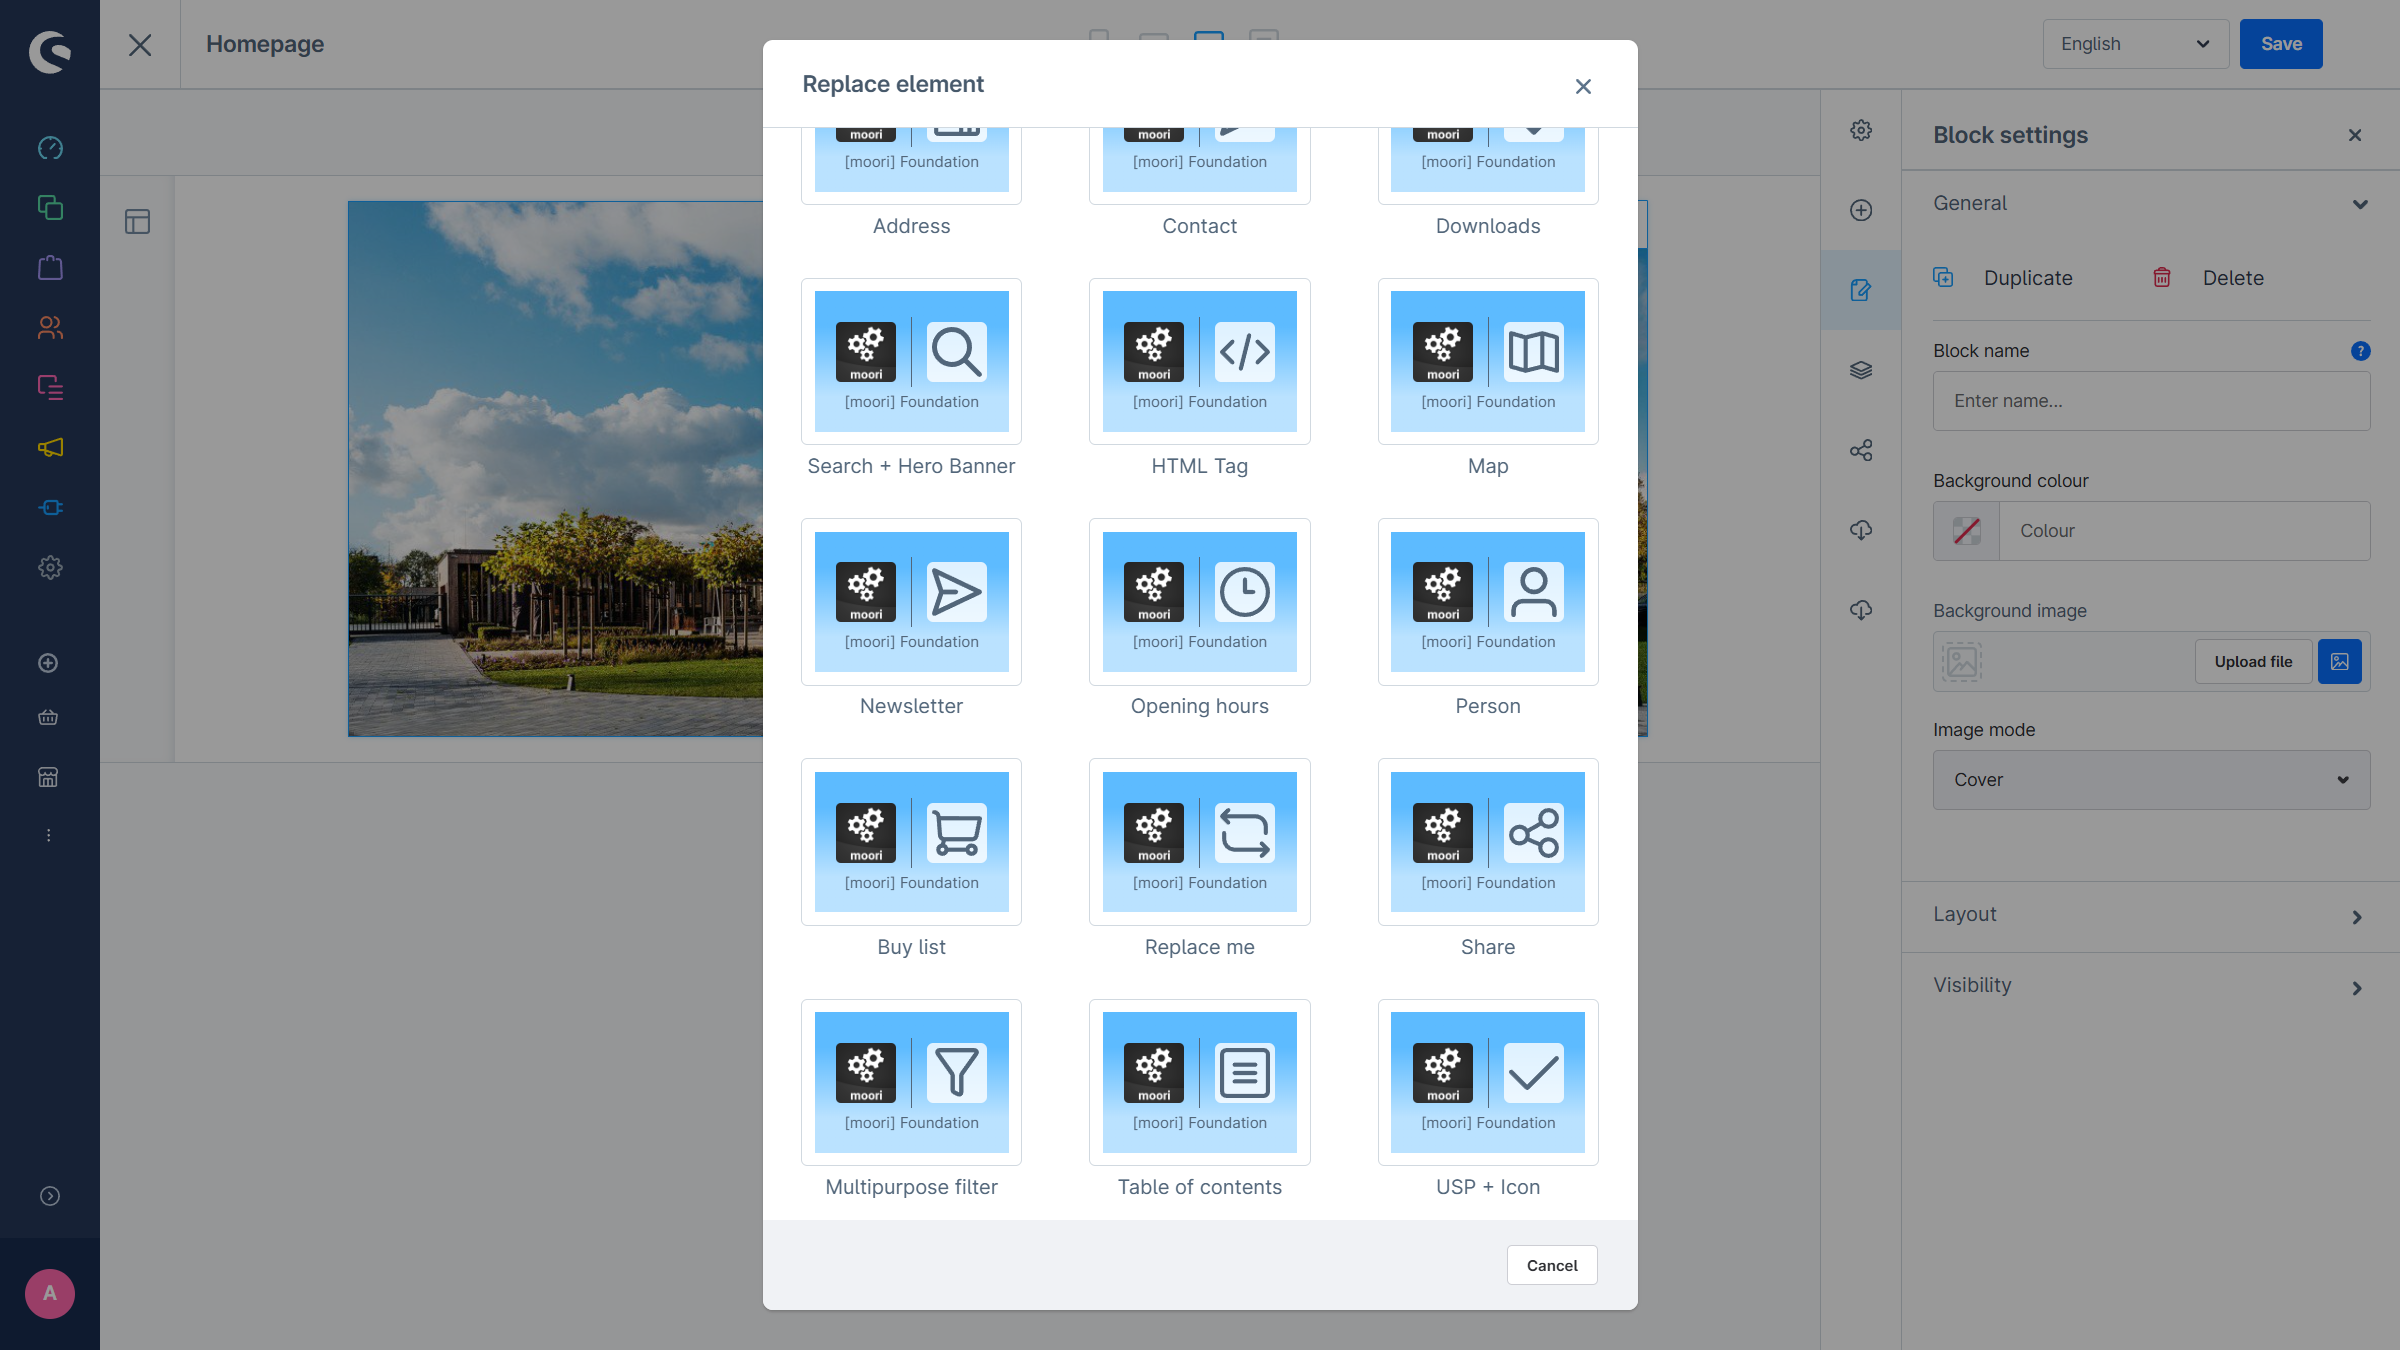 Homepage
English
Save
Replace element
moori
moori
moori
[moori] Foundation
[moori] Foundation
[moori] Foundation
Address
Contact
Downloads
moori
moori
moori
[moori] Foundation
[moori] Foundation
[moori] Foundation
Search + Hero Banner
HTML Tag
Map
moori
moori
moori
[moori] Foundation
[moori] Foundation
[moori] Foundation
Newsletter
Opening hours
Person
moori
moori
moori
[moori] Foundation
[moori] Foundation
[moori] Foundation
Buy list
Replace me
Share
moori
moori
moori
[moori] Foundation
[moori] Foundation
[moori] Foundation
Multipurpose filter
Table of contents
USP + Icon
Cancel
Block settings
General
Duplicate
Delete
Block name
?
Enter name...
Background colour
Colour
Background image
Upload file
Image mode
Cover
Layout
Visibility
A